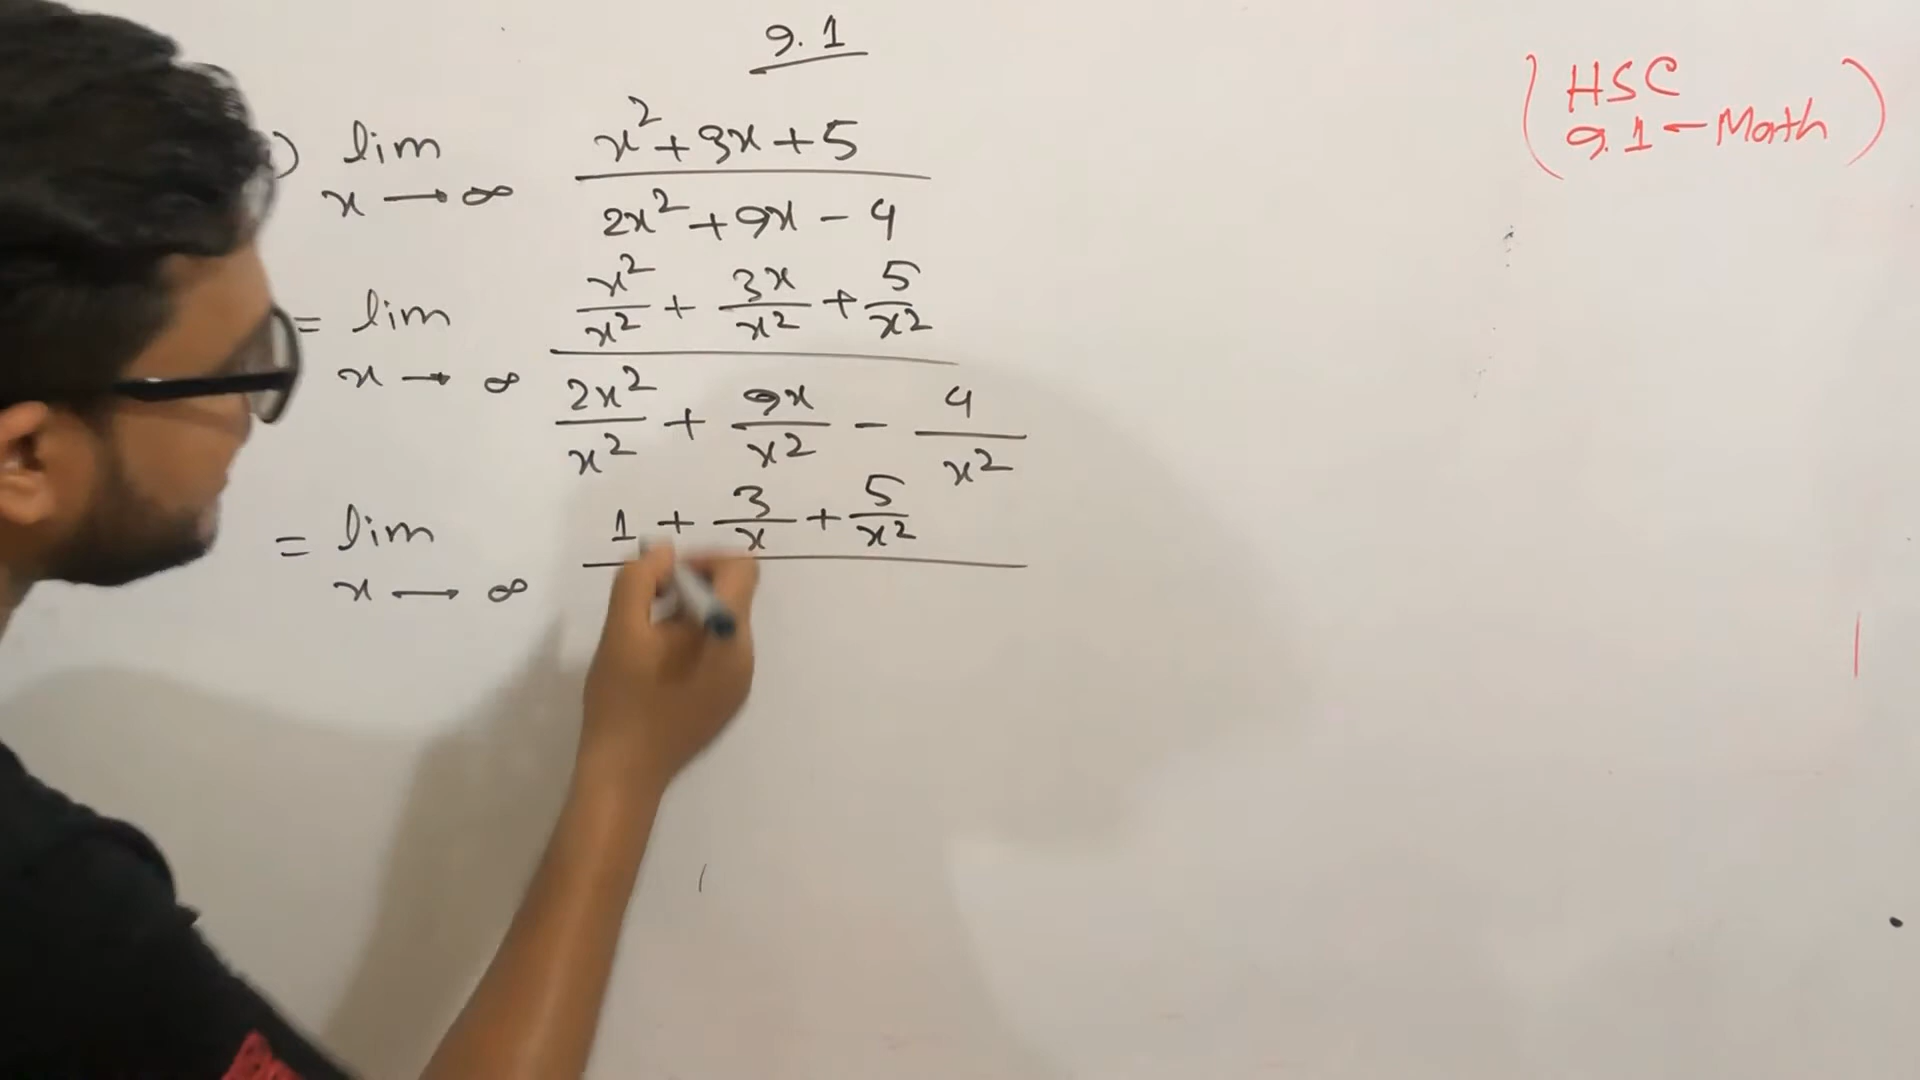 9.1
(HSC
9.1 - Math)
) lim x → ∞ (x² + 3x + 5) / (2x² + 9x - 4)
= lim x → ∞ (x²/x² + 3x/x² + 5/x²) / (2x²/x² + 9x/x² - 4/x²)
= lim x → ∞ 1 + 3/x + 5/x²